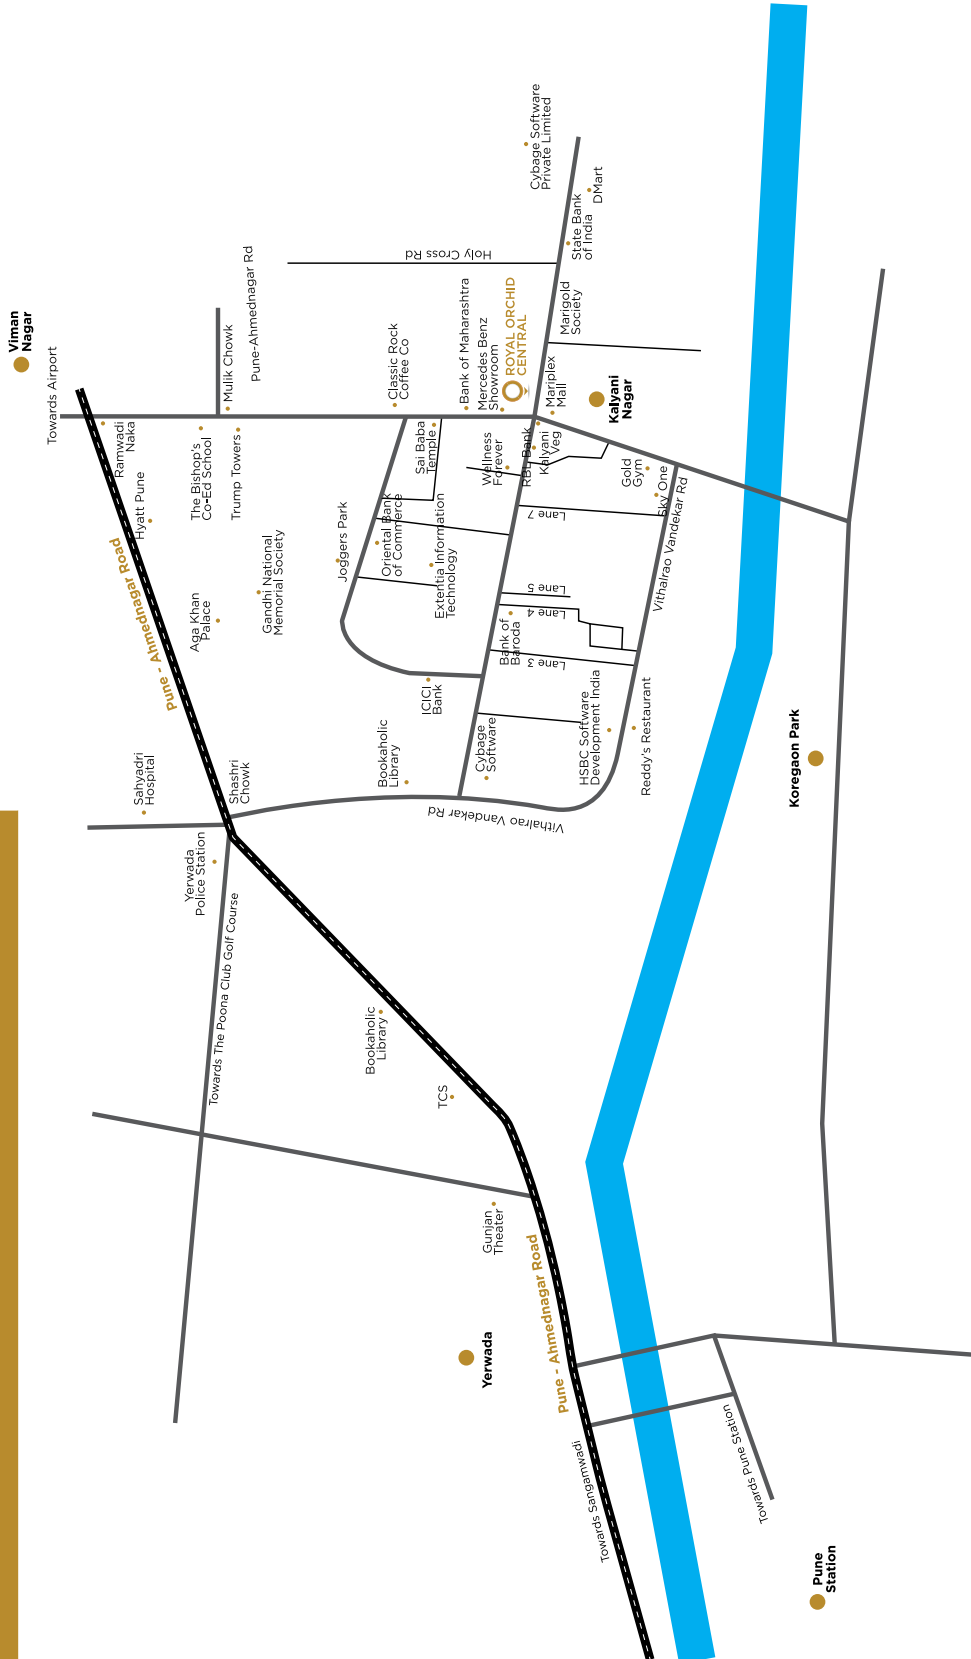 Viman
Nagar
Towards Airport
Ramwadi
Naka
Hyatt Pune
The Bishop's
Co-Ed School
Trump Towers
Mulik Chowk
Pune-Ahmednagar Rd
Pune - Ahmednagar Road
Aga Khan
Palace
Gandhi National
Memorial Society
Joggers Park
Classic Rock
Coffee Co
Sai Baba
Temple
Oriental Bank
of Commerce
Extentia Information
Technology
Holy Cross Rd
Bank of Maharashtra
Mercedes Benz
Showroom
ROYAL ORCHID
CENTRAL
Cybage Software
Private Limited
DMart
State Bank
of India
Marigold
Society
Mariplex
Mall
Kalyani
Nagar
Wellness
Forever
RBL Bank
Kalyani
Veg
Gold
Gym
Sky One
Vithalrao Vandekar Rd
Lane 7
Lane 5
Lane 4
Lane 3
Bank of
Baroda
ICICI
Bank
Bookaholic
Library
Cybage
Software
HSBC Software
Development India
Reddy's Restaurant
Vithalrao Vandekar Rd
Koregaon Park
Sahyadri
Hospital
Shashri
Chowk
Yerwada
Police Station
Towards The Poona Club Golf Course
Bookaholic
Library
TCS
Gunjan
Theater
Pune - Ahmednagar Road
Yerwada
Towards Sangamwadi
Towards Pune Station
Pune
Station